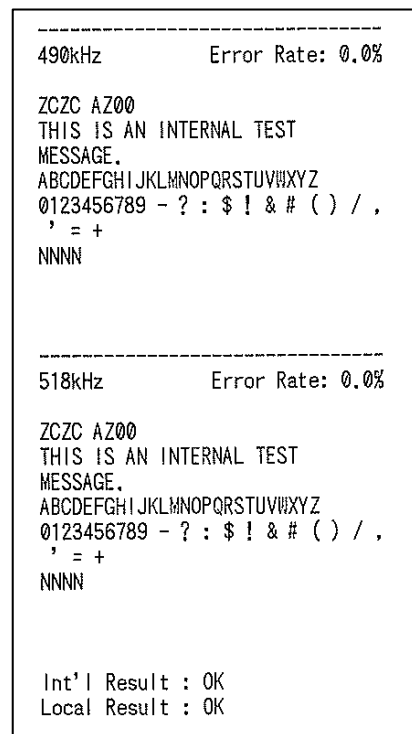 --------------------------------
490kHz Error Rate: 0.0%
ZCZC AZ00
THIS IS AN INTERNAL TEST
MESSAGE.
ABCDEFGHIJKLMNOPQRSTUVWXYZ
0123456789 - ? : $ ! & # ( ) / .
' = +
NNNN
--------------------------------
518kHz Error Rate: 0.0%
ZCZC AZ00
THIS IS AN INTERNAL TEST
MESSAGE.
ABCDEFGHIJKLMNOPQRSTUVWXYZ
0123456789 - ? : $ ! & # ( ) / .
' = +
NNNN
Int'l Result : OK
Local Result : OK